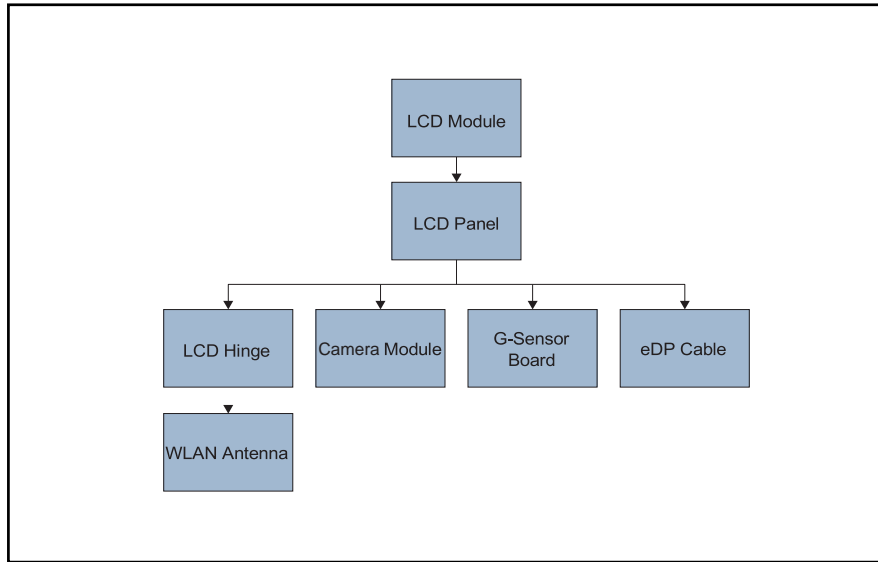 LCD Module
LCD Panel
LCD Hinge
Camera Module
G-Sensor
Board
eDP Cable
WLAN Antenna